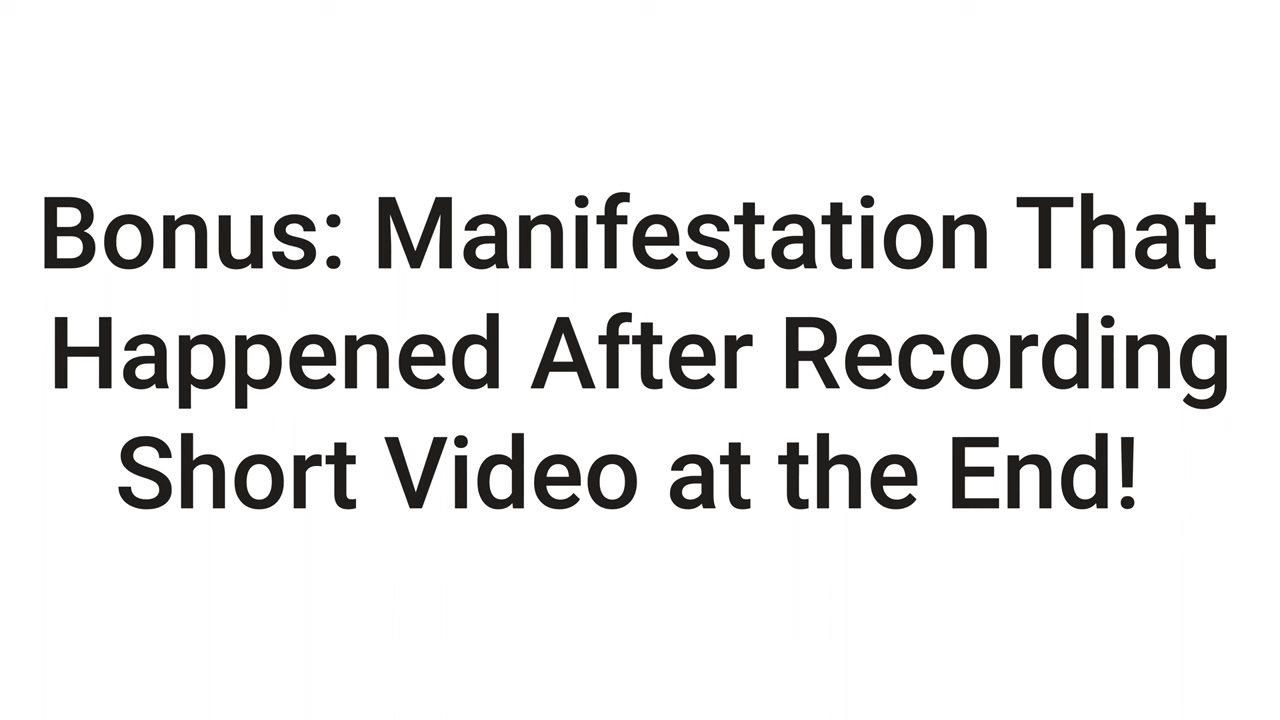 Bonus: Manifestation That
Happened After Recording
Short Video at the End!